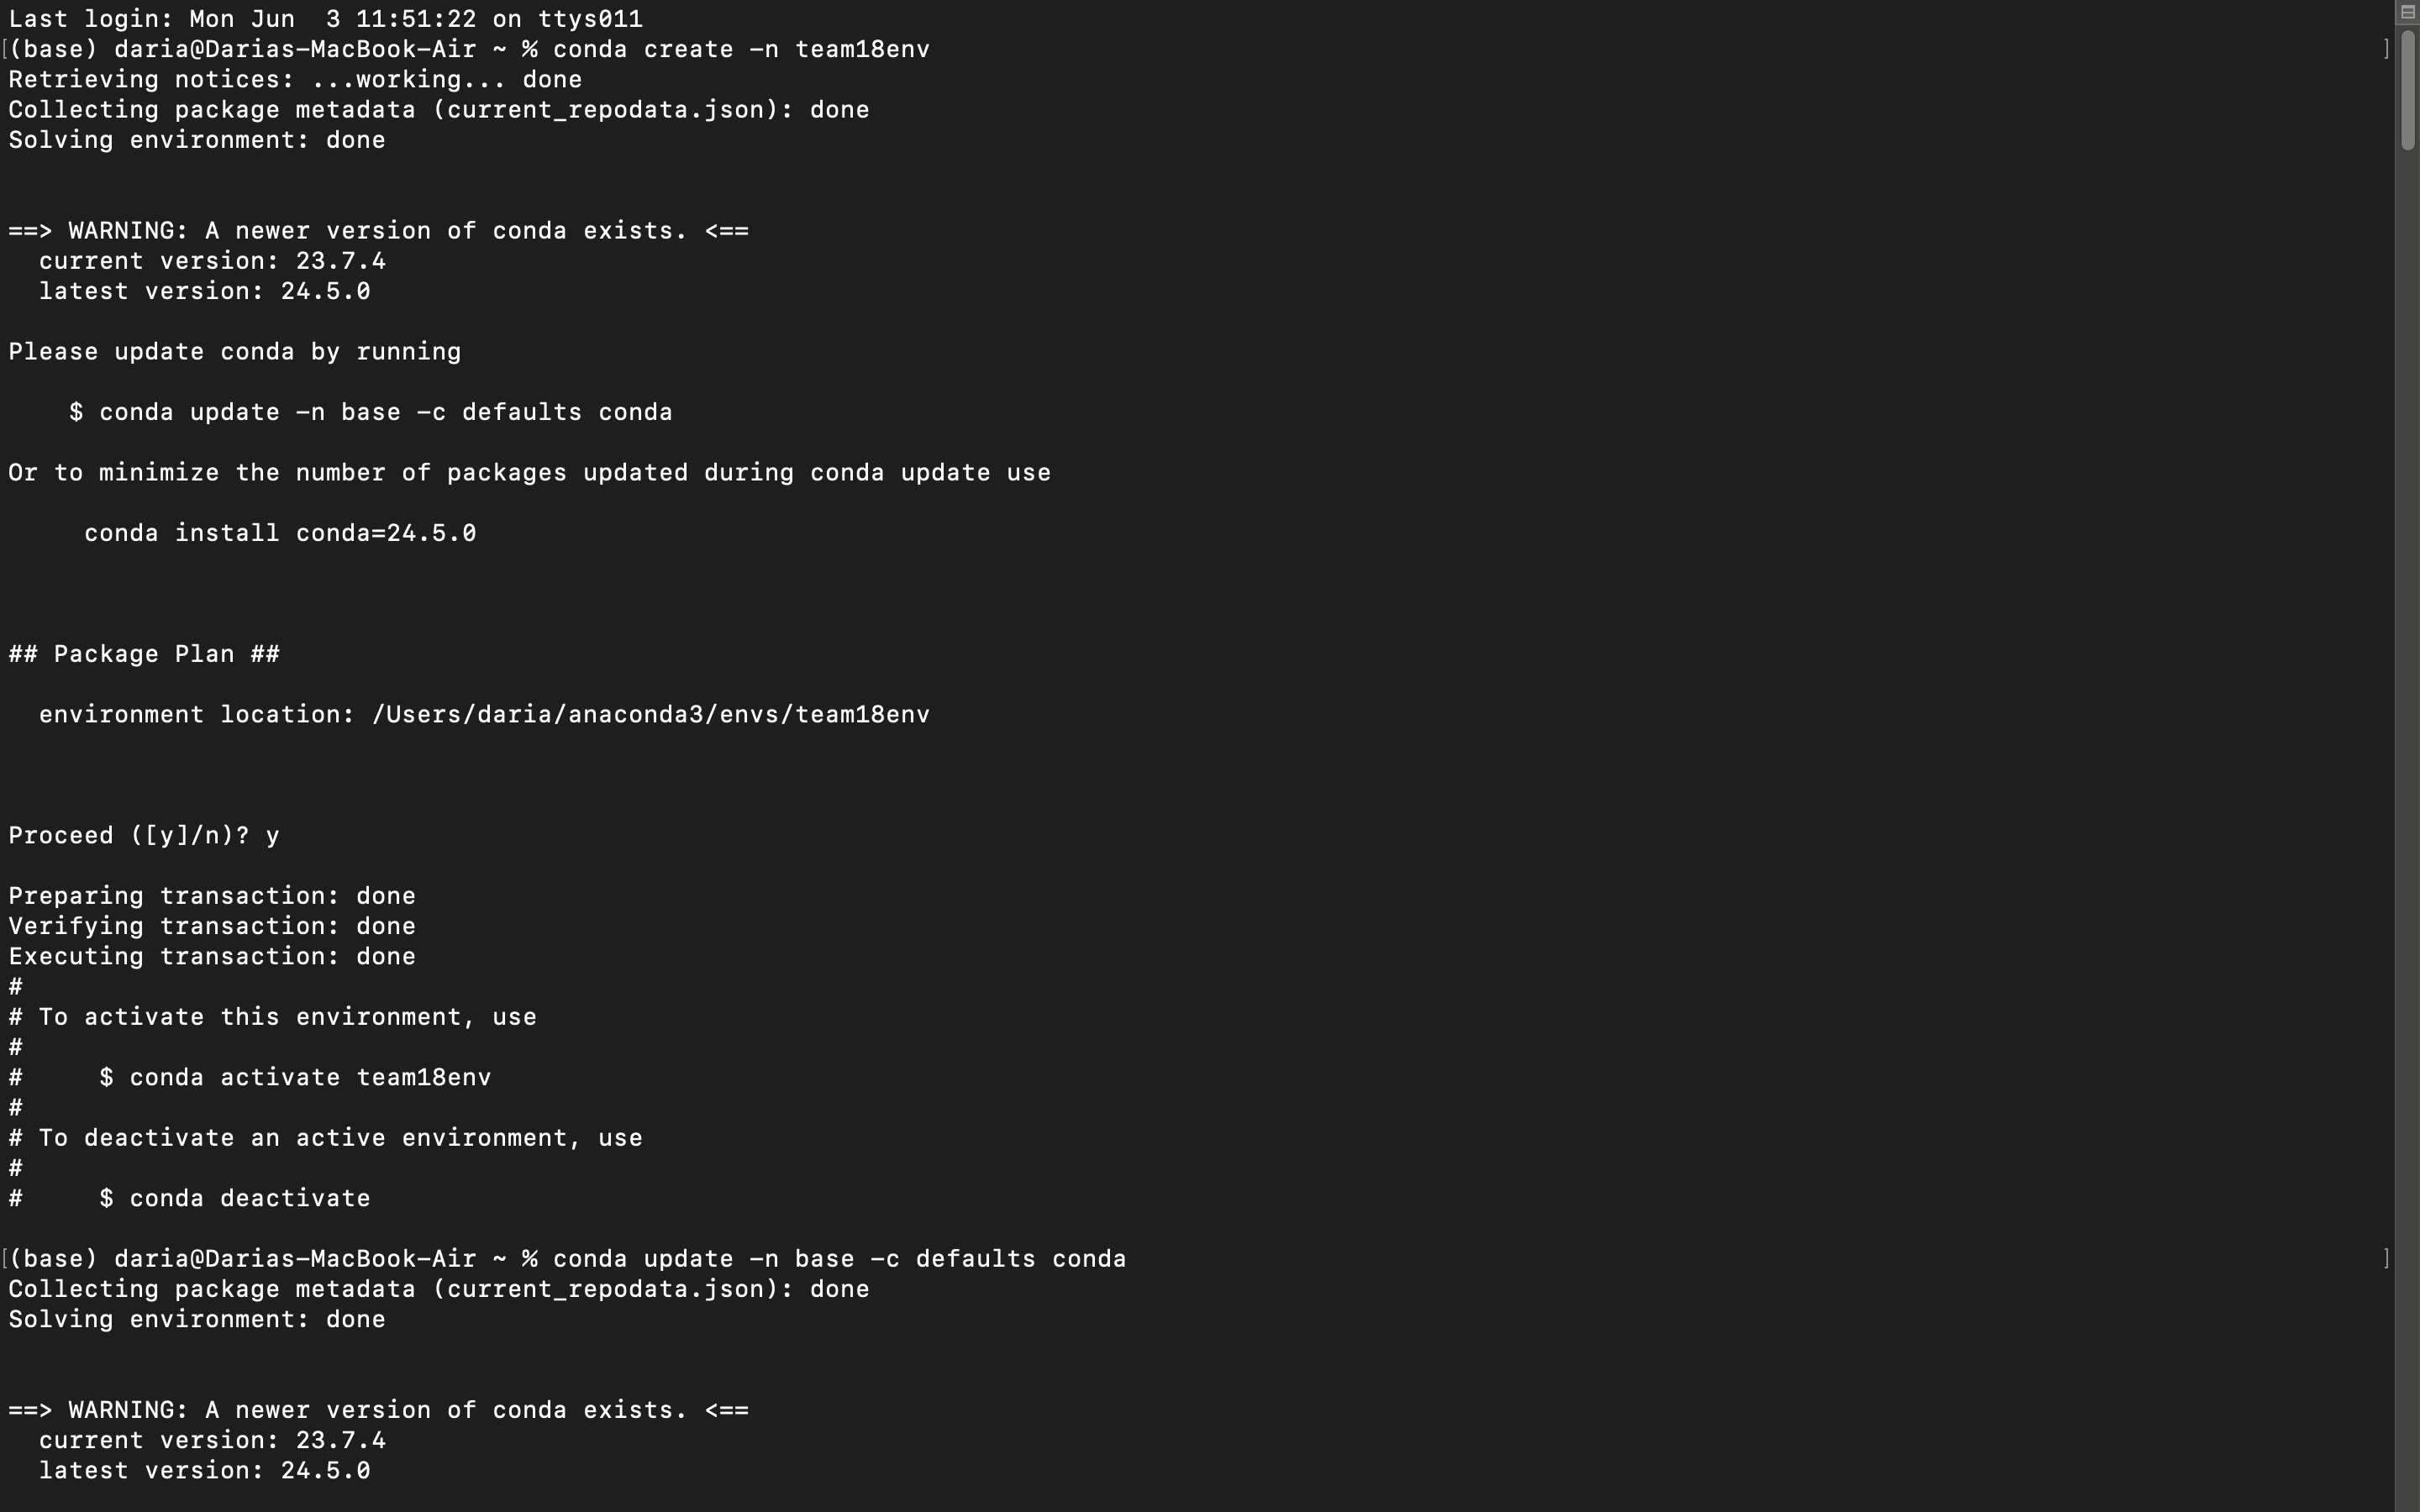 Last login: Mon Jun  3 11:51:22 on ttys011
[(base) daria@Darias-MacBook-Air ~ % conda create -n team18env ]
Retrieving notices: ...working... done
Collecting package metadata (current_repodata.json): done
Solving environment: done
==> WARNING: A newer version of conda exists. <==
  current version: 23.7.4
  latest version: 24.5.0
Please update conda by running
    $ conda update -n base -c defaults conda
Or to minimize the number of packages updated during conda update use
     conda install conda=24.5.0
## Package Plan ##
  environment location: /Users/daria/anaconda3/envs/team18env
Proceed ([y]/n)? y
Preparing transaction: done
Verifying transaction: done
Executing transaction: done
#
# To activate this environment, use
#
#     $ conda activate team18env
#
# To deactivate an active environment, use
#
#     $ conda deactivate
[(base) daria@Darias-MacBook-Air ~ % conda update -n base -c defaults conda ]
Collecting package metadata (current_repodata.json): done
Solving environment: done
==> WARNING: A newer version of conda exists. <==
  current version: 23.7.4
  latest version: 24.5.0